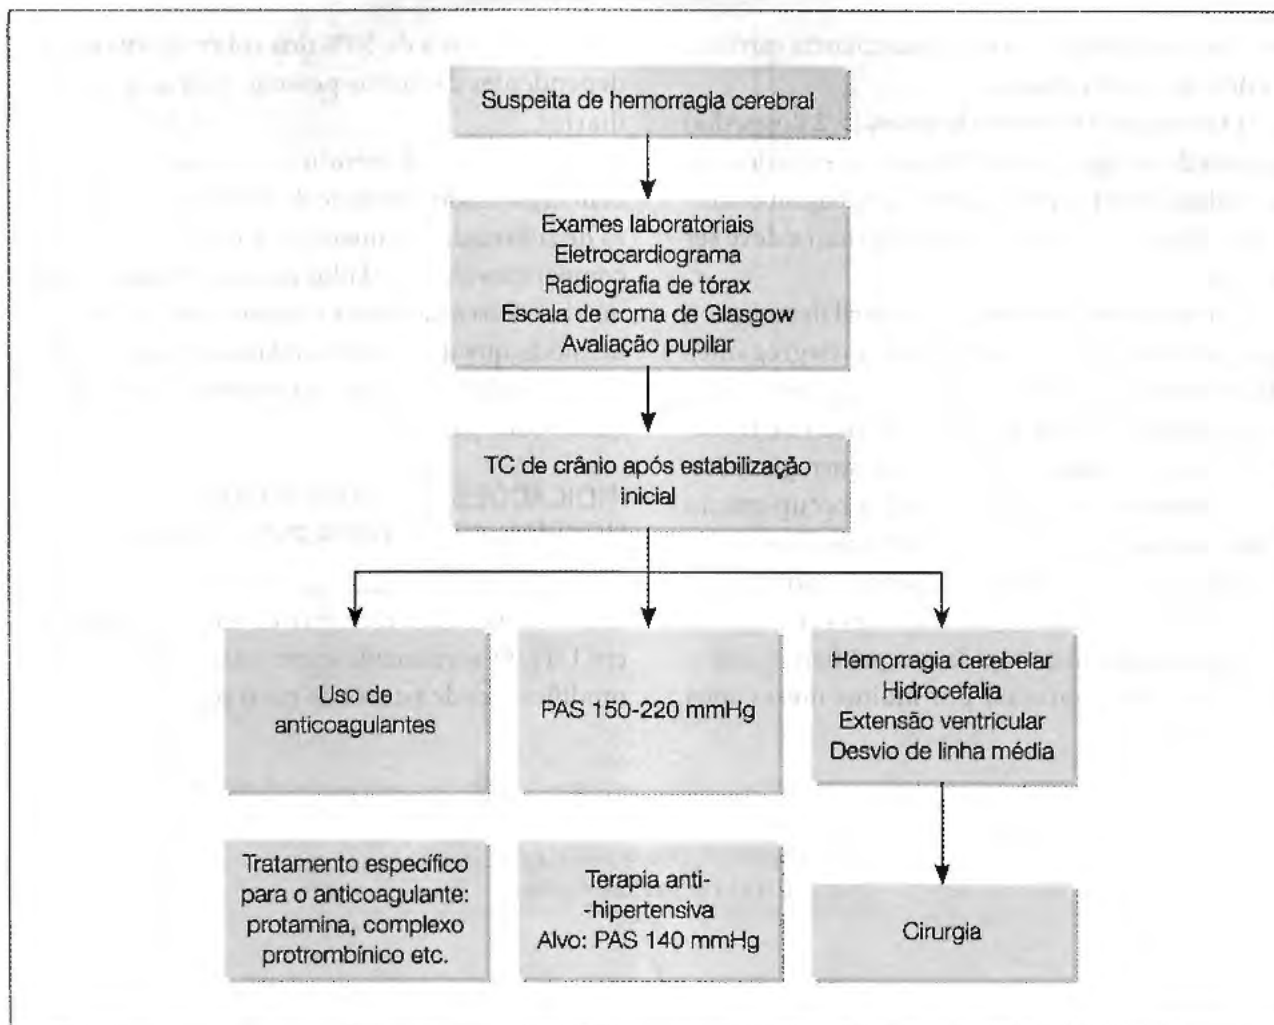 Suspeita de hemorragia cerebral
Exames laboratoriais
Eletrocardiograma
Radiografia de tórax
Escala de coma de Glasgow
Avaliação pupilar
TC de crânio após estabilização
inicial
Uso de
anticoagulantes
PAS 150-220 mmHg
Hemorragia cerebelar
Hidrocefalia
Extensão ventricular
Desvio de linha média
Tratamento específico
para o anticoagulante:
protamina, complexo
protrombínico etc.
Terapia anti-
-hipertensiva
Alvo: PAS 140 mmHg
Cirurgia